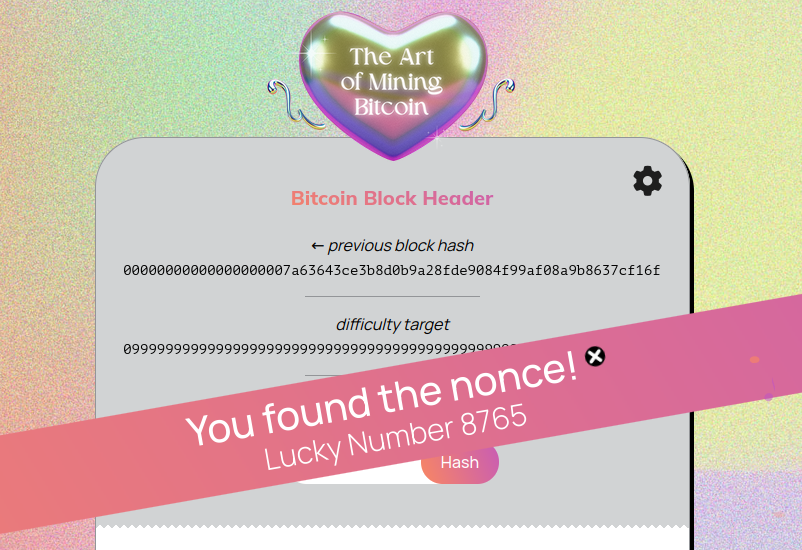 The Art
of Mining
Bitcoin
Bitcoin Block Header
← previous block hash
00000000000000000007a63643ce3b8d0b9a28fde9084f99af08a9b8637cf16f
difficulty target
You found the nonce!
Lucky Number 8765
Hash